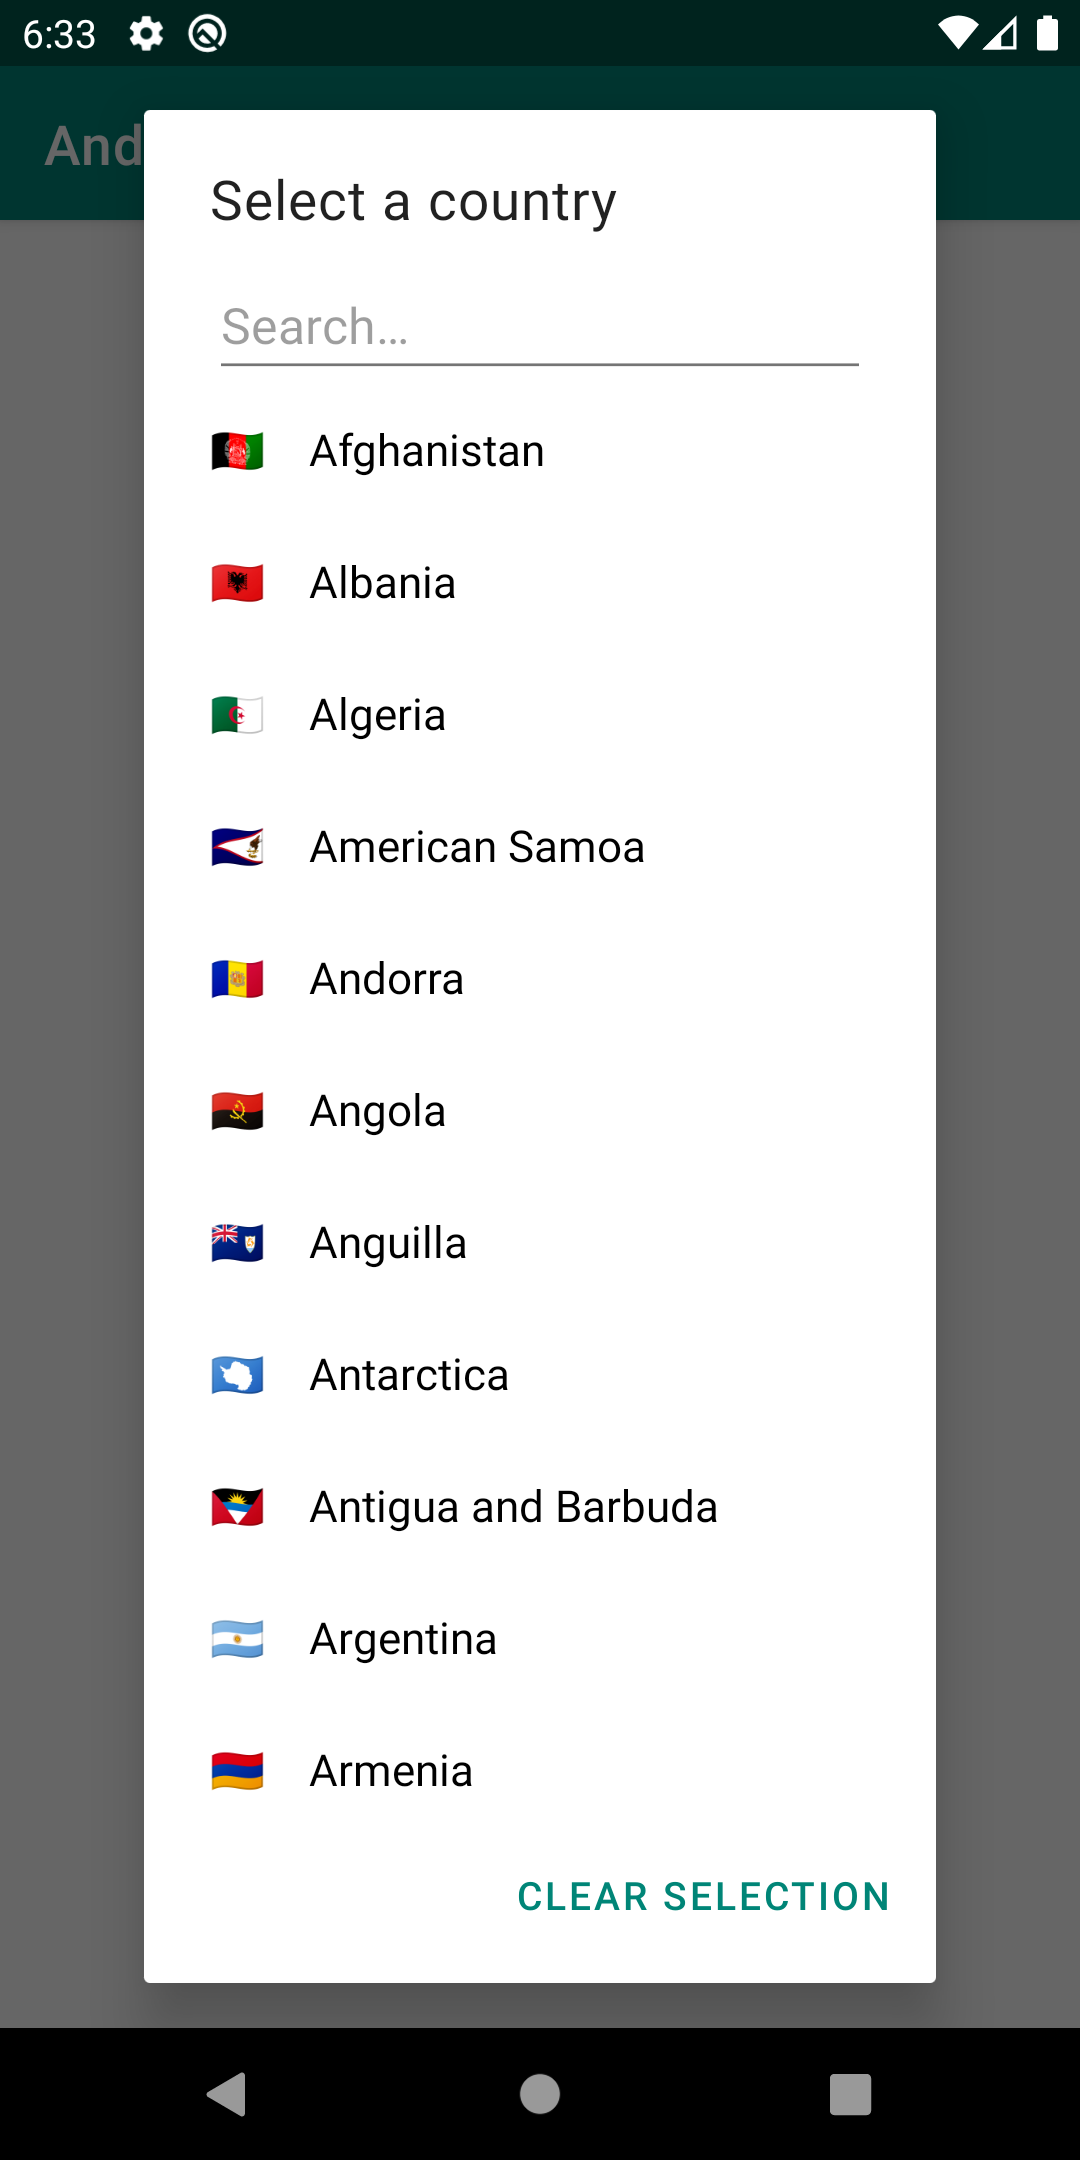 6:33
And
Select a country
Search...
Afghanistan
Albania
Algeria
American Samoa
Andorra
Angola
Anguilla
Antarctica
Antigua and Barbuda
Argentina
Armenia
CLEAR SELECTION